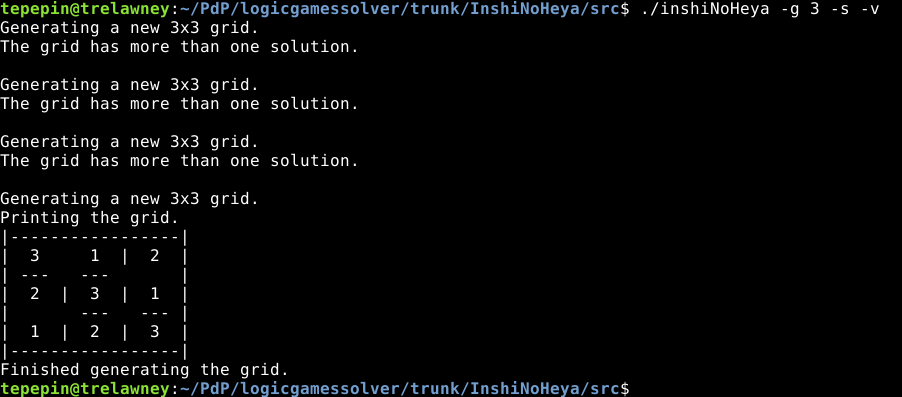 tepepin@trelawney:~/PdP/logicgamessolver/trunk/InshiNoHeya/src$ ./inshiNoHeya -g 3 -s -v
Generating a new 3x3 grid.
The grid has more than one solution.

Generating a new 3x3 grid.
The grid has more than one solution.

Generating a new 3x3 grid.
The grid has more than one solution.

Generating a new 3x3 grid.
Printing the grid.
|-----------------|
|  3     1  |  2  |
| ---   ---       |
|  2  |  3  |  1  |
|       ---   --- |
|  1  |  2  |  3  |
|-----------------|
Finished generating the grid.
tepepin@trelawney:~/PdP/logicgamessolver/trunk/InshiNoHeya/src$